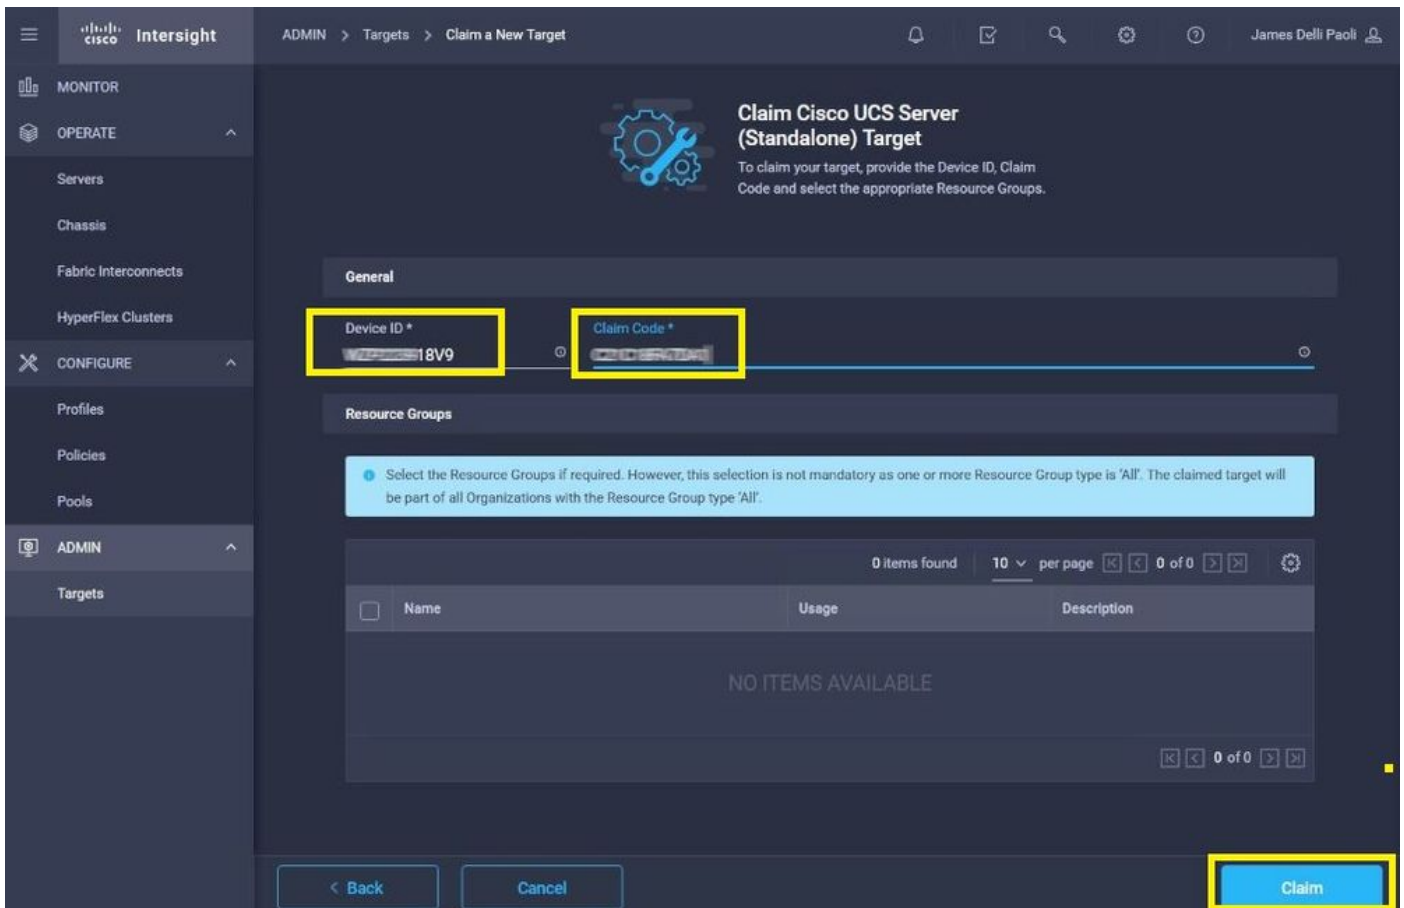 cisco Intersight
ADMIN > Targets > Claim a New Target
James Delli Paoli
MONITOR
OPERATE
Servers
Chassis
Fabric Interconnects
HyperFlex Clusters
CONFIGURE
Profiles
Policies
Pools
ADMIN
Targets
Claim Cisco UCS Server
(Standalone) Target
To claim your target, provide the Device ID, Claim
Code and select the appropriate Resource Groups.
General
Device ID * Claim Code *
18V9
Resource Groups
Select the Resource Groups if required. However, this selection is not mandatory as one or more Resource Group type is 'All'. The claimed target will
be part of all Organizations with the Resource Group type 'All'.
0 items found 10 per page 0 of 0
Name Usage Description
NO ITEMS AVAILABLE
0 of 0
< Back Cancel Claim